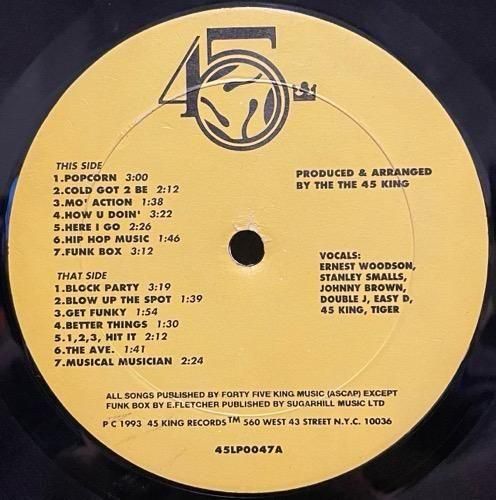 45
THIS SIDE
1.POPCORN 3:00
2.COLD GOT 2 BE 2:12
3.MO' ACTION 1:38
4.HOW U DOIN' 3:22
5.HERE I GO 2:26
6.HIP HOP MUSIC 1:46
7.FUNK BOX 3:12
PRODUCED & ARRANGED
BY THE THE 45 KING
THAT SIDE
1.BLOCK PARTY 3:19
2.BLOW UP THE SPOT 1:39
3.GET FUNKY 1:54
4.BETTER THINGS 1:30
5.1,2,3, HIT IT 2:12
6.THE AVE. 1:41
7.MUSICAL MUSICIAN 2:24
VOCALS:
ERNEST WOODSON,
STANLEY SMALLS,
JOHNNY BROWN,
DOUBLE J, EASY D,
45 KING, TIGER
ALL SONGS PUBLISHED BY FORTY FIVE KING MUSIC (ASCAP) EXCEPT
FUNK BOX BY E.FLETCHER PUBLISHED BY SUGARHILL MUSIC LTD
P C 1993 45 KING RECORDS™ 560 WEST 43 STREET N.Y.C. 10036
45LP0047A